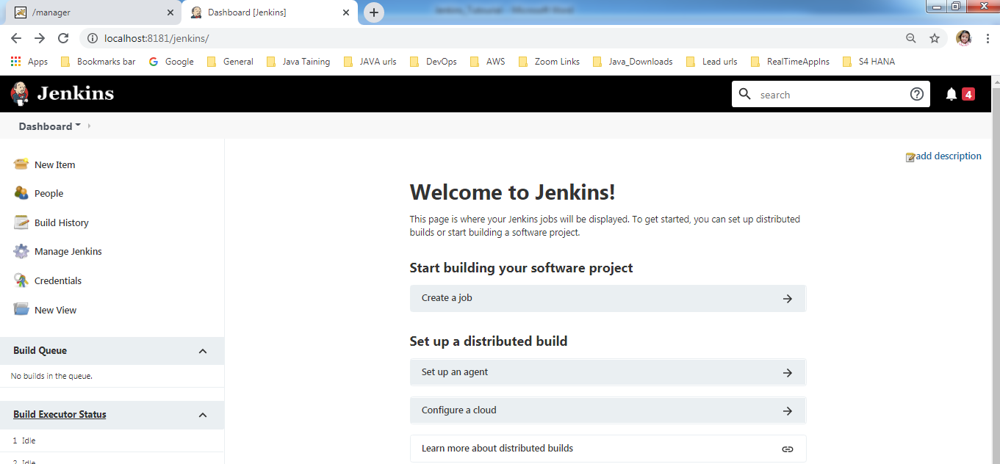 /manager
Dashboard [Jenkins]
localhost:8181/jenkins/
Apps Bookmarks bar Google General Java Taining JAVA urls DevOps AWS Zoom Links Java_Downloads Lead urls RealTimeAppIns S4 HANA
Jenkins search 4
Dashboard
add description
New Item
People
Build History
Manage Jenkins
Credentials
New View
Build Queue
No builds in the queue.
Build Executor Status
1 Idle
2 Idle
Welcome to Jenkins!
This page is where your Jenkins jobs will be displayed. To get started, you can set up distributed
builds or start building a software project.
Start building your software project
Create a job
Set up a distributed build
Set up an agent
Configure a cloud
Learn more about distributed builds